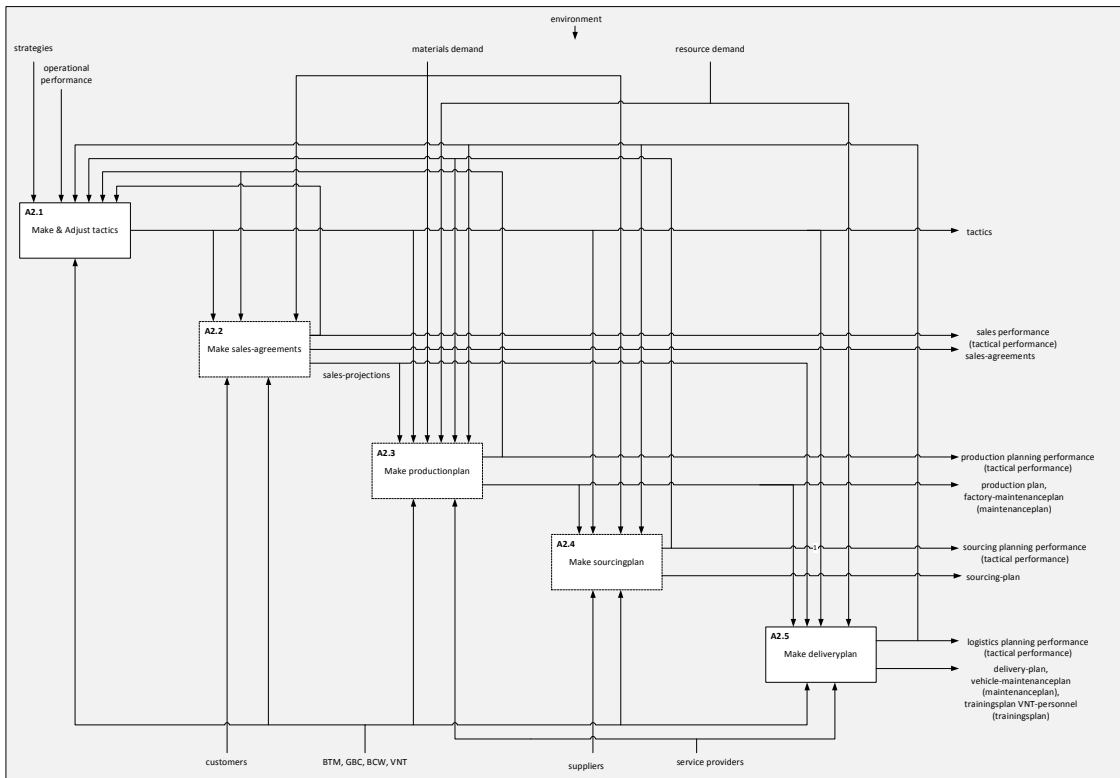 environment
strategies
materials demand
resource demand
operational
performance
A2.1
Make & Adjust tactics
tactics
A2.2
Make sales-agreements
sales performance
(tactical performance)
sales-agreements
sales-projections
A2.3
Make productionplan
production planning performance
(tactical performance)
production plan,
factory-maintenanceplan
(maintenanceplan)
A2.4
Make sourcingplan
sourcing planning performance
(tactical performance)
sourcing-plan
A2.5
Make deliveryplan
logistics planning performance
(tactical performance)
delivery-plan,
vehicle-maintenanceplan
(maintenanceplan),
trainingsplan VNT-personnel
(trainingsplan)
customers
BTM, GBC, BCW, VNT
suppliers
service providers